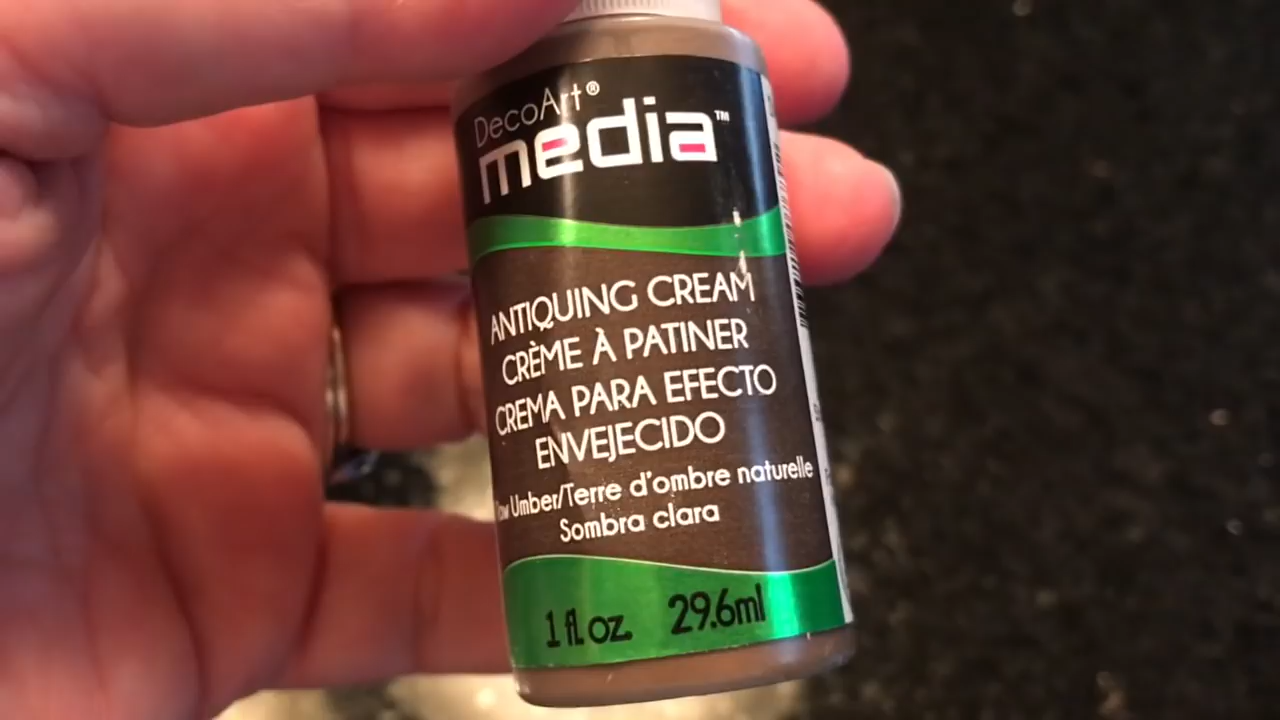 DecoArt®
media™
ANTIQUING CREAM
CRÈME À PATINER
CREMA PARA EFECTO
ENVEJECIDO
Umber/Terre d'ombre naturelle
Sombra clara
1 fl. oz. 29.6ml